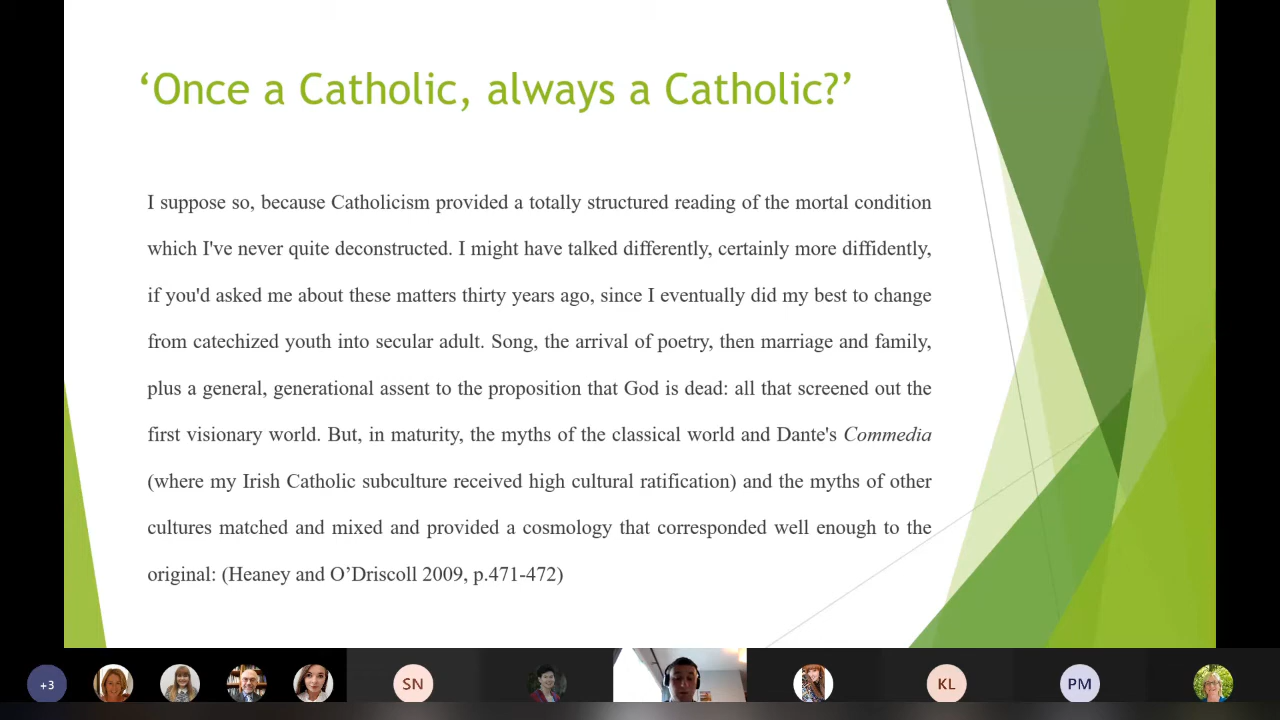 ‘Once a Catholic, always a Catholic?’
I suppose so, because Catholicism provided a totally structured reading of the mortal condition
which I've never quite deconstructed. I might have talked differently, certainly more diffidently,
if you'd asked me about these matters thirty years ago, since I eventually did my best to change
from catechized youth into secular adult. Song, the arrival of poetry, then marriage and family,
plus a general, generational assent to the proposition that God is dead: all that screened out the
first visionary world. But, in maturity, the myths of the classical world and Dante's Commedia
(where my Irish Catholic subculture received high cultural ratification) and the myths of other
cultures matched and mixed and provided a cosmology that corresponded well enough to the
original: (Heaney and O’Driscoll 2009, p.471-472)
+3
SN
KL
PM